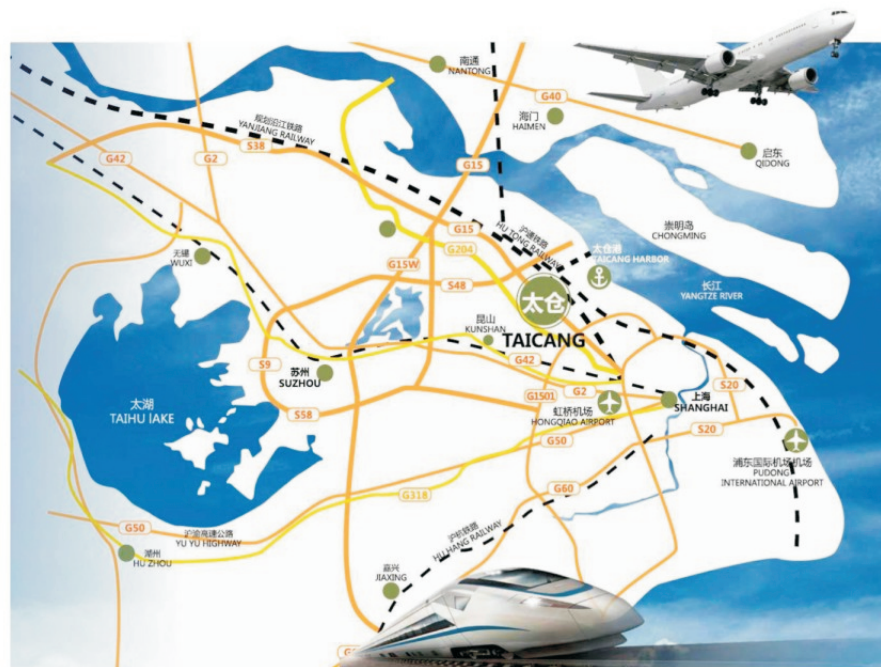 南通
NANTONG
G40
海门
HAIMEN
启东
QIDONG
规划沿江铁路
YANJIANG RAILWAY
G42
G2
S38
G15
崇明岛
CHONGMING
G15
沪通铁路
HU TONG RAILWAY
G204
太仓港
TAICANG HARBOR
无锡
WUXI
G15W
S48
长江
YANGTZE RIVER
太仓
TAICANG
昆山
KUNSHAN
G42
S9
苏州
SUZHOU
太湖
TAIHU lAKE
G2
G1501
S20
上海
SHANGHAI
虹桥机场
HONGQIAO AIRPORT
S58
G50
S20
浦东国际机场机场
PUDONG
INTERNATIONAL AIRPORT
G318
G60
G50
沪渝高速公路
YU YU HIGHWAY
沪杭铁路
HU HANG RAILWAY
湖州
HU ZHOU
嘉兴
JIAXING